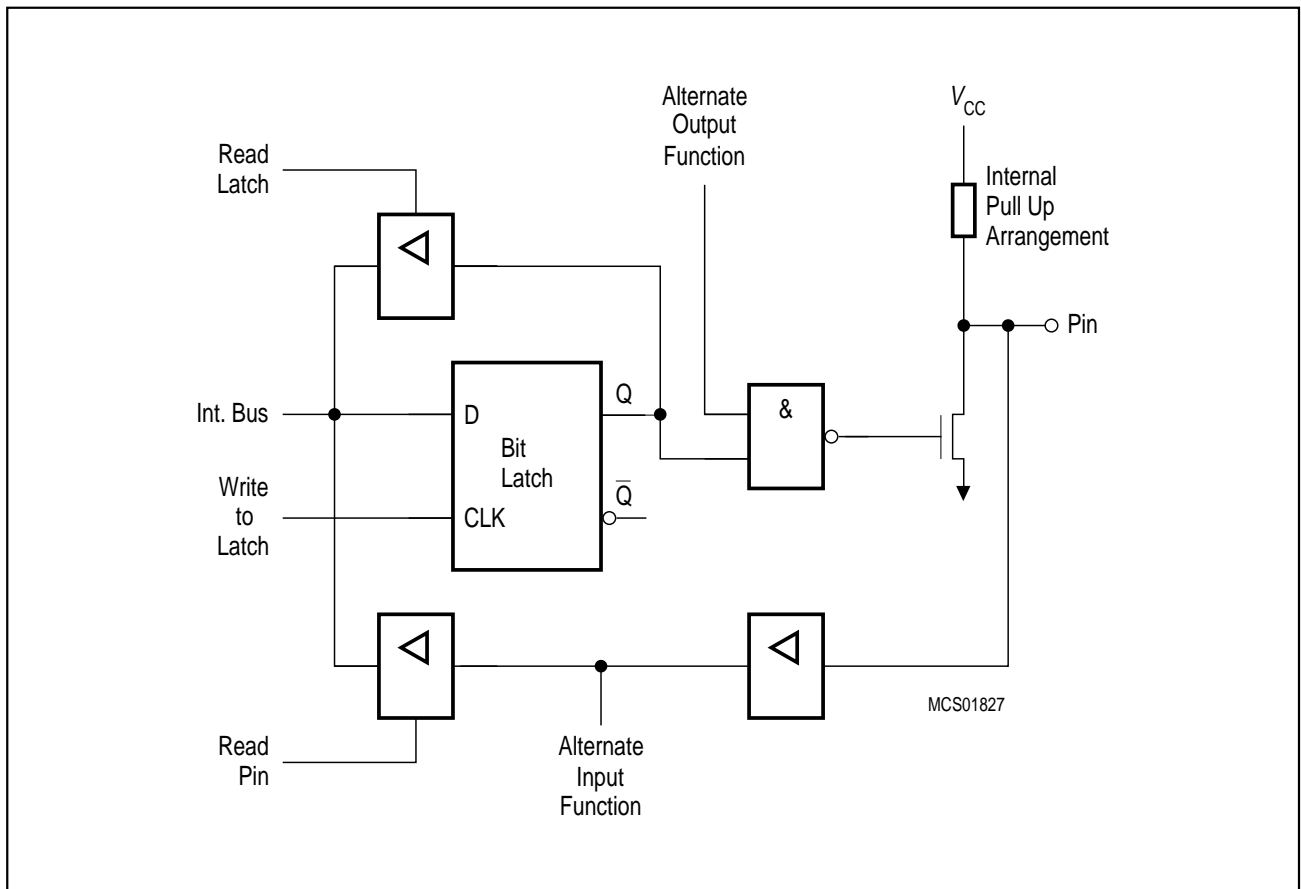 Alternate
Output
Function
VCC
Read
Latch
Internal
Pull Up
Arrangement
Pin
Int. Bus
D
Q
Bit
Latch
&
Write
to
Latch
CLK
Q̅
MCS01827
Read
Pin
Alternate
Input
Function